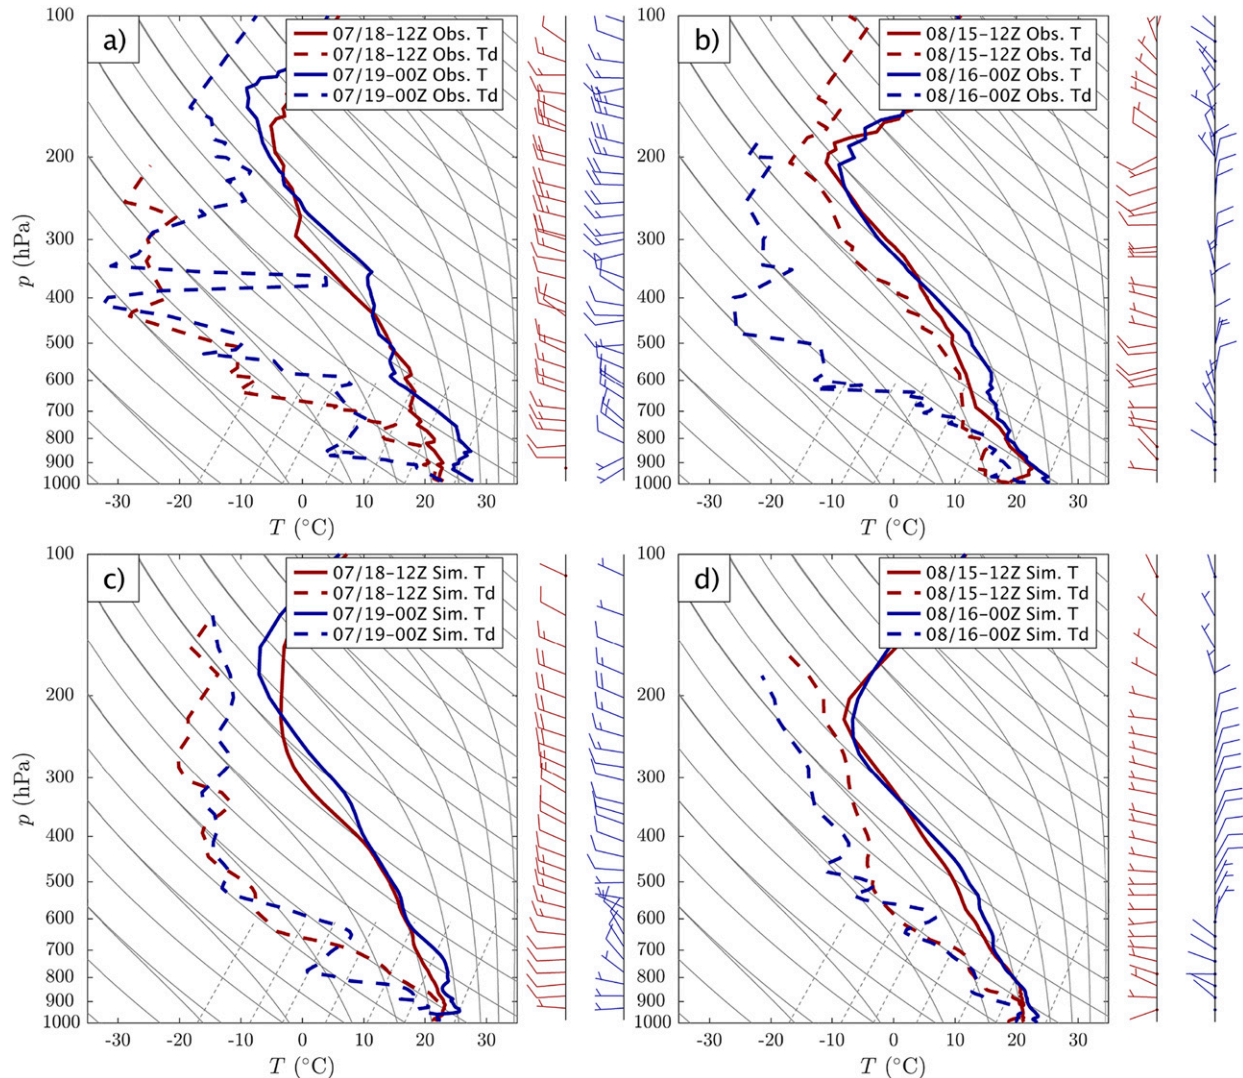 a)
07/18-12Z Obs. T
07/18-12Z Obs. Td
07/19-00Z Obs. T
07/19-00Z Obs. Td
100
200
300
400
500
600
700
800
900
1000
p (hPa)
-30 -20 -10 0 10 20 30
T (°C)
b)
08/15-12Z Obs. T
08/15-12Z Obs. Td
08/16-00Z Obs. T
08/16-00Z Obs. Td
100
200
300
400
500
600
700
800
900
1000
-30 -20 -10 0 10 20 30
T (°C)
c)
07/18-12Z Sim. T
07/18-12Z Sim. Td
07/19-00Z Sim. T
07/19-00Z Sim. Td
100
200
300
400
500
600
700
800
900
1000
p (hPa)
-30 -20 -10 0 10 20 30
T (°C)
d)
08/15-12Z Sim. T
08/15-12Z Sim. Td
08/16-00Z Sim. T
08/16-00Z Sim. Td
100
200
300
400
500
600
700
800
900
1000
-30 -20 -10 0 10 20 30
T (°C)